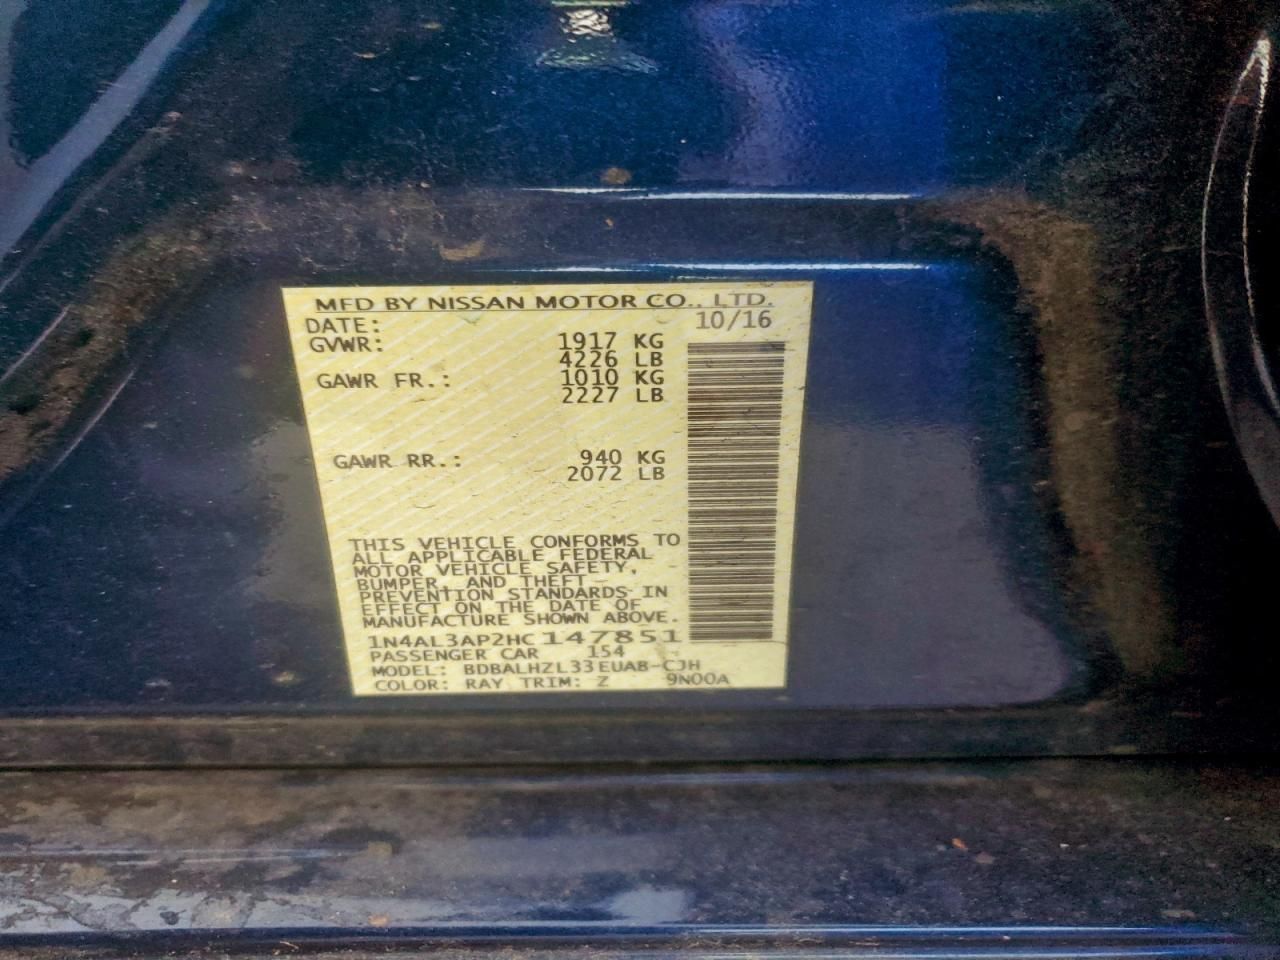 MFD BY NISSAN MOTOR CO., LTD.
DATE: 10/16
GVWR: 1917 KG
4226 LB
GAWR FR.: 1010 KG
2227 LB
GAWR RR.: 940 KG
2072 LB
THIS VEHICLE CONFORMS TO
ALL APPLICABLE FEDERAL
MOTOR VEHICLE SAFETY,
BUMPER, AND THEFT
PREVENTION STANDARDS IN
EFFECT ON THE DATE OF
MANUFACTURE SHOWN ABOVE.
1N4AL3AP2HC147851
PASSENGER CAR 154
MODEL: BDBALHZL33EUAB-CJH
COLOR: RAY TRIM: Z 9N00A